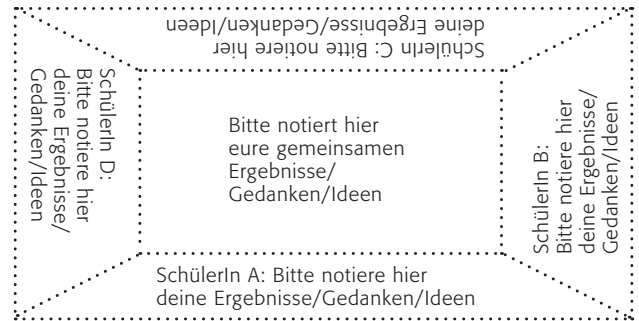 SchülerIn C: Bitte notiere hier
deine Ergebnisse/Gedanken/Ideen
SchülerIn D:
Bitte notiere hier
deine Ergebnisse/
Gedanken/Ideen
Bitte notiert hier
eure gemeinsamen
Ergebnisse/
Gedanken/Ideen
SchülerIn B:
Bitte notiere hier
deine Ergebnisse/
Gedanken/Ideen
SchülerIn A: Bitte notiere hier
deine Ergebnisse/Gedanken/Ideen